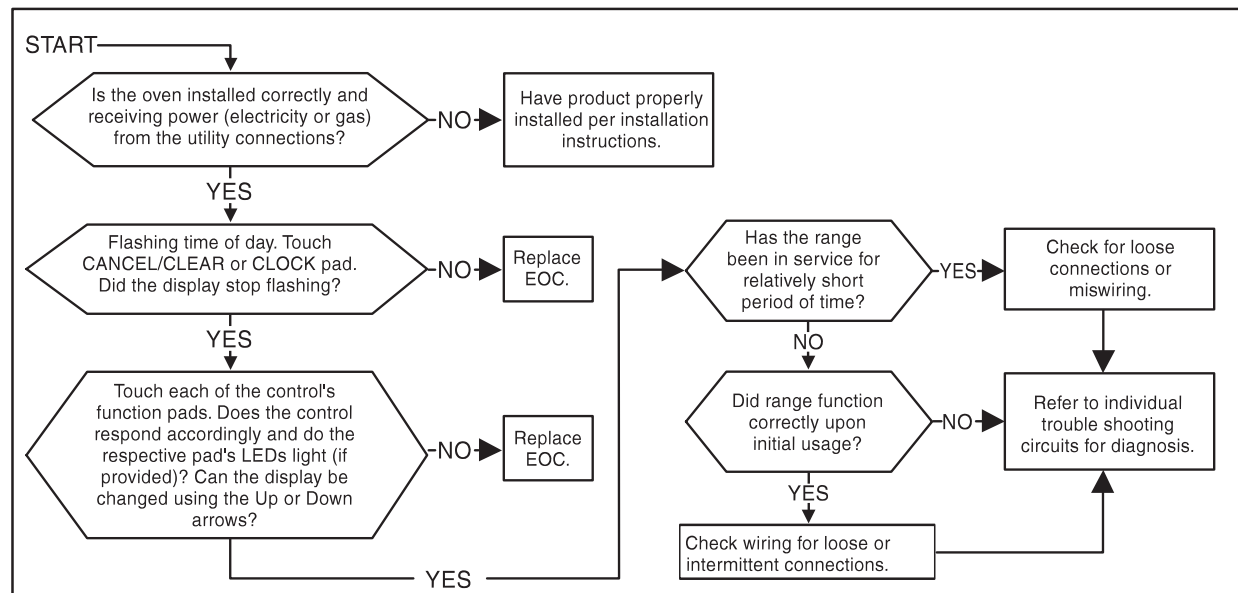 START
Is the oven installed correctly and
receiving power (electricity or gas)
from the utility connections?
NO
Have product properly
installed per installation
instructions.
YES
Flashing time of day. Touch
CANCEL/CLEAR or CLOCK pad.
Did the display stop flashing?
NO
Replace
EOC.
YES
Touch each of the control's
function pads. Does the control
respond accordingly and do the
respective pad's LEDs light (if
provided)? Can the display be
changed using the Up or Down
arrows?
NO
Replace
EOC.
YES
Has the range
been in service for
relatively short
period of time?
YES
Check for loose
connections or
miswiring.
NO
Did range function
correctly upon
initial usage?
NO
Refer to individual
trouble shooting
circuits for diagnosis.
YES
Check wiring for loose or
intermittent connections.